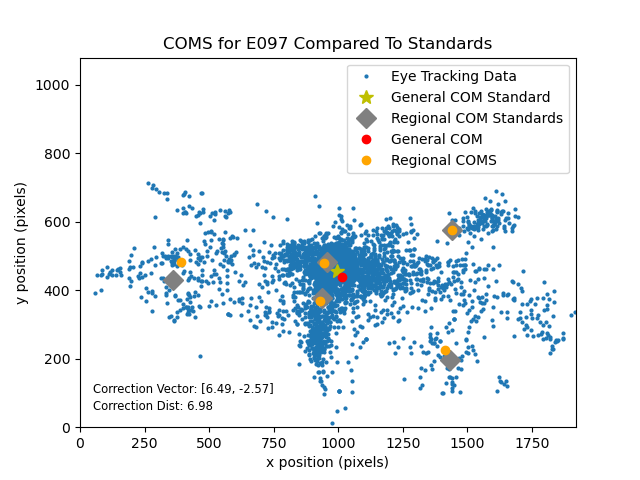 COMS for E097 Compared To Standards
Eye Tracking Data
General COM Standard
Regional COM Standards
General COM
Regional COMS
y position (pixels)
1000
800
600
400
200
0
Correction Vector: [6.49, -2.57]
Correction Dist: 6.98
0 250 500 750 1000 1250 1500 1750
x position (pixels)